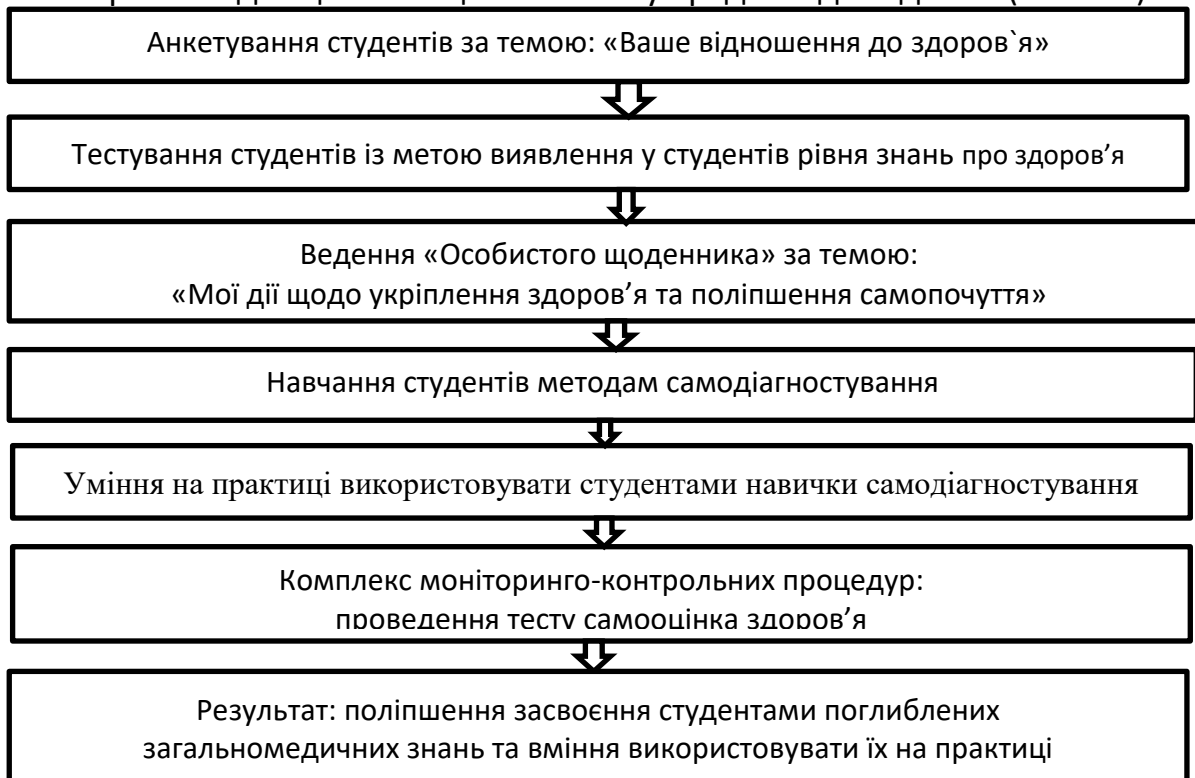 Анкетування студентів за темою: «Ваше відношення до здоров`я»
Тестування студентів із метою виявлення у студентів рівня знань про здоров’я
Ведення «Особистого щоденника» за темою:
«Мої дії щодо укріплення здоров’я та поліпшення самопочуття»
Навчання студентів методам самодіагностування
Уміння на практиці використовувати студентами навички самодіагностування
Комплекс моніторинго-контрольних процедур:
проведення тесту самооцінка здоров’я
Результат: поліпшення засвоєння студентами поглиблених
загальномедичних знань та вміння використовувати їх на практиці